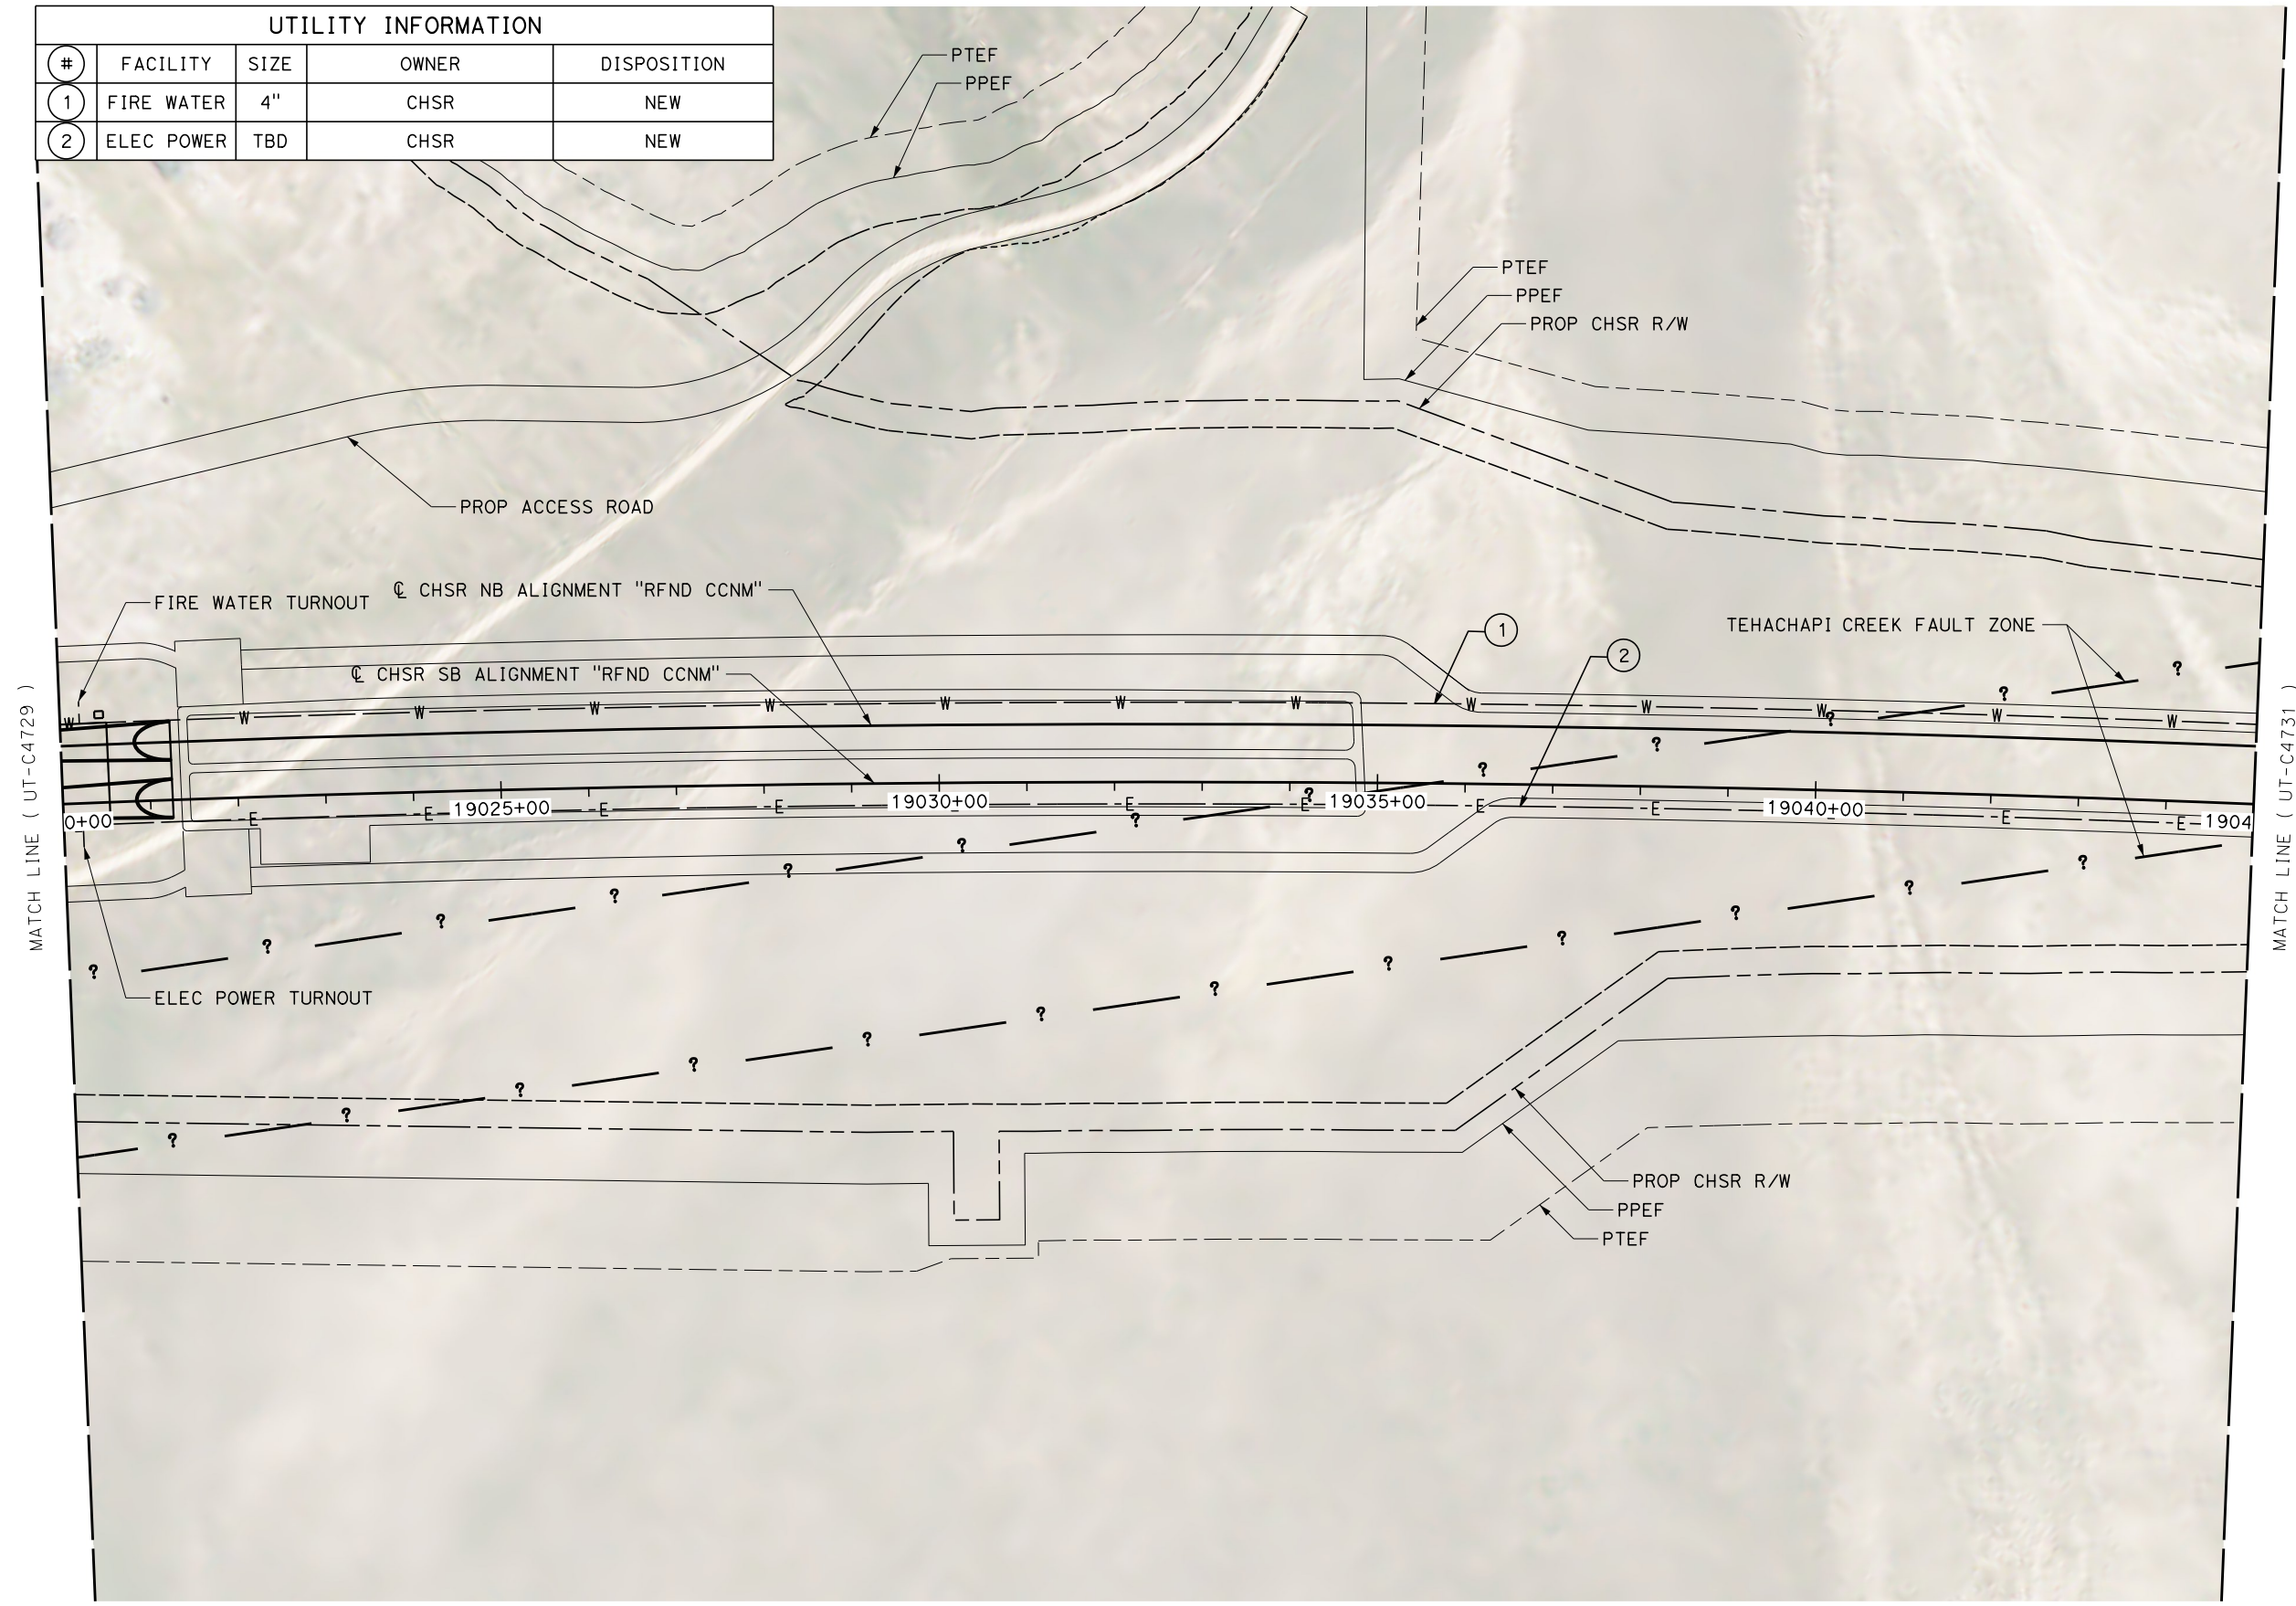 UTILITY INFORMATION
# FACILITY SIZE OWNER DISPOSITION
1 FIRE WATER 4" CHSR NEW
2 ELEC POWER TBD CHSR NEW
PTEF
PPEF
PTEF
PPEF
PROP CHSR R/W
PROP ACCESS ROAD
℄ CHSR NB ALIGNMENT "RFND CCNM"
FIRE WATER TURNOUT
1
TEHACHAPI CREEK FAULT ZONE
2
℄ CHSR SB ALIGNMENT "RFND CCNM"
? ? ? ? ? ? ? ? ? ? ? ?
W W W W W W W W W W W W W
0+00 19025+00 19030+00 19035+00 19040+00 1904
E E E E E E E E E E E E
MATCH LINE ( UT-C4729 )
MATCH LINE ( UT-C4731 )
ELEC POWER TURNOUT
? ? ? ? ? ? ? ? ? ? ? ?
PROP CHSR R/W
PPEF
PTEF